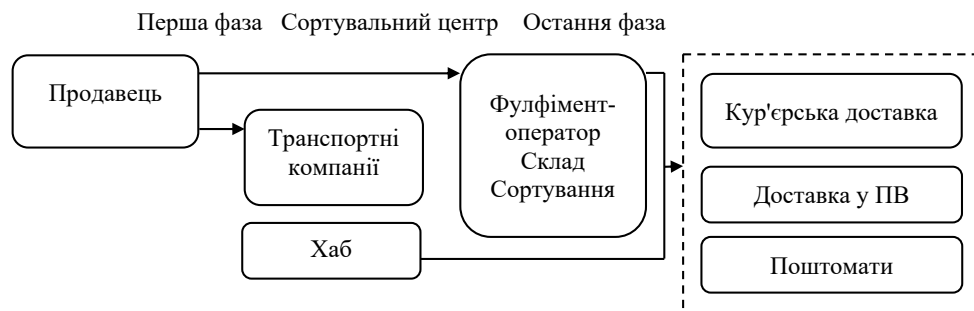 Перша фаза Сортувальний центр Остання фаза
Продавець
Транспортні
компанії
Хаб
Фулфімент-
оператор
Склад
Сортування
Кур'єрська доставка
Доставка у ПВ
Поштомати